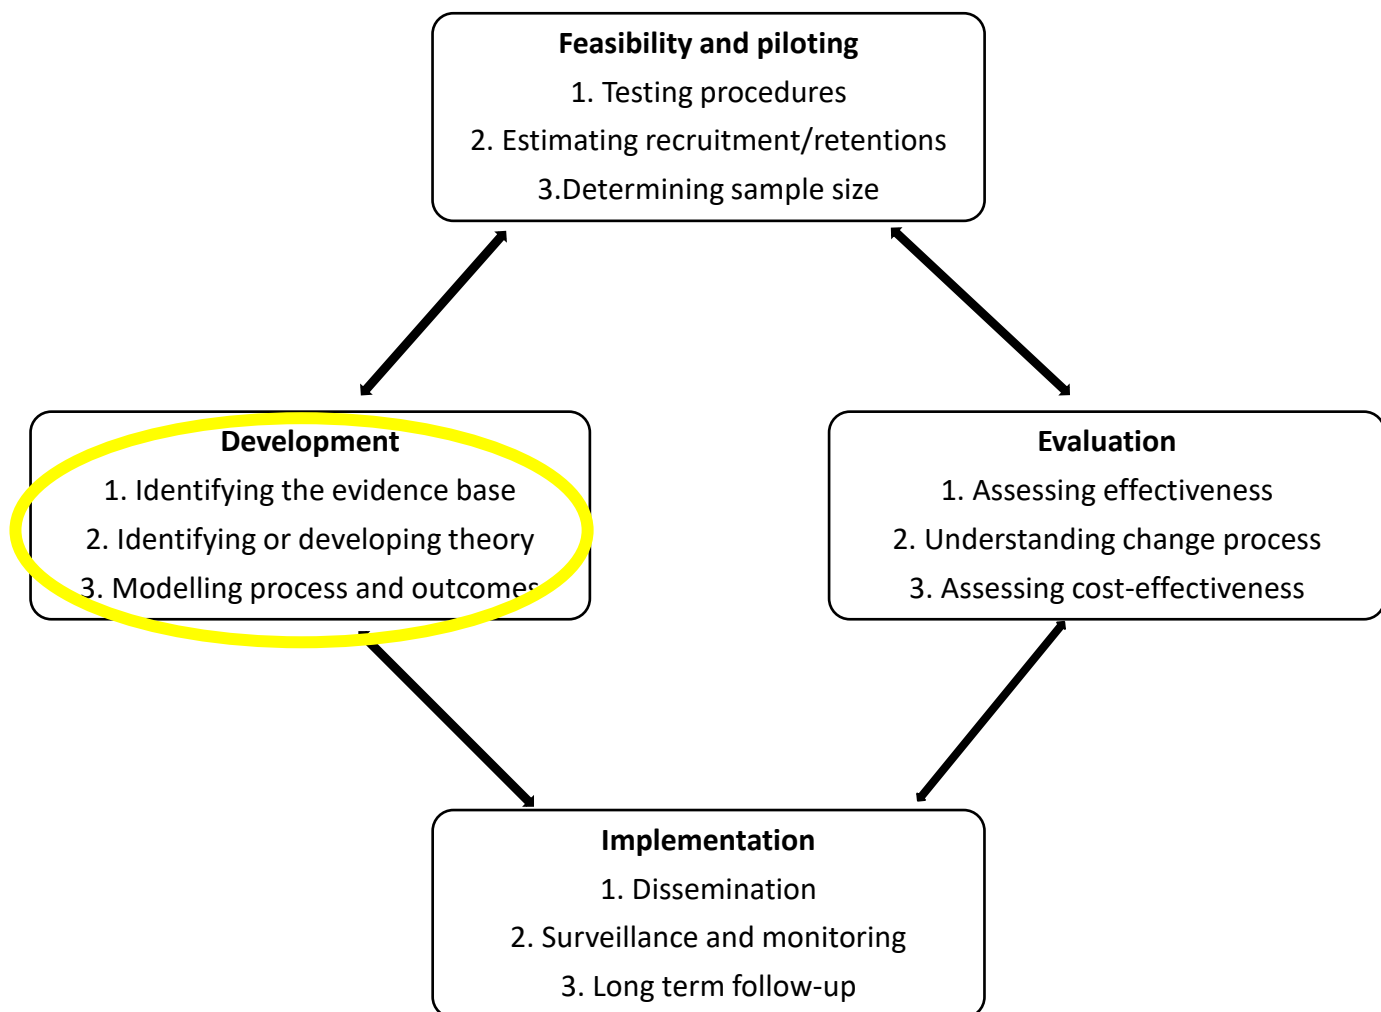 Feasibility and piloting
1. Testing procedures
2. Estimating recruitment/retentions
3.Determining sample size
Development
1. Identifying the evidence base
2. Identifying or developing theory
3. Modelling process and outcomes
Evaluation
1. Assessing effectiveness
2. Understanding change process
3. Assessing cost-effectiveness
Implementation
1. Dissemination
2. Surveillance and monitoring
3. Long term follow-up